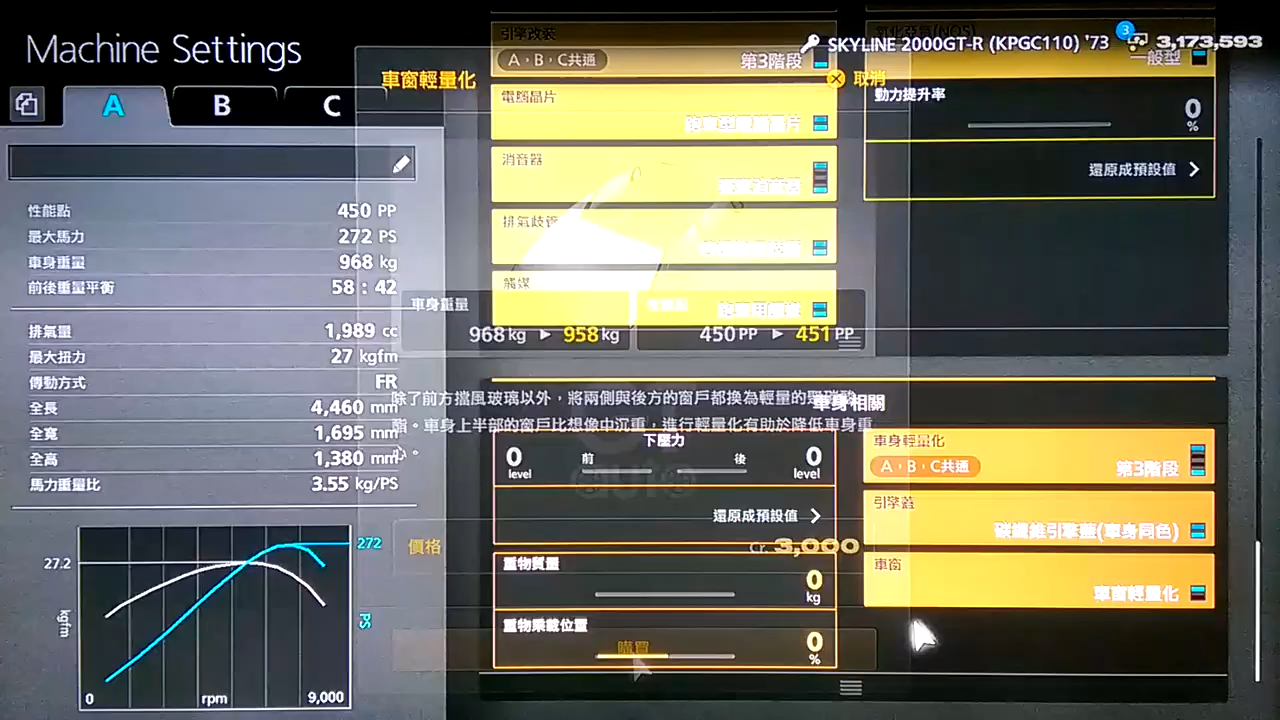 Machine Settings
A
B
C
性能點 450 PP
最大馬力 272 PS
車身重量 968 kg
前後重量平衡 58 : 42
排氣量 1,989 cc
最大扭力 27 kgfm
傳動方式 FR
全長 4,460 mm
全寬 1,695 mm
全高 1,380 mm
馬力重量比 3.55 kg/PS
27.2
272
kgfm
PS
0 rpm 9,000
3
SKYLINE 2000GT-R (KPGC110) '73 3,173,593
車窗輕量化
取消
引擎改裝
A，B，C共通 第3階段
電腦晶片
消音器
排氣歧管
觸媒
一般型
動力提升率
0
%
還原成預設值
車身重量
968 kg 958 kg
450 PP 451 PP
除了前方擋風玻璃以外，將兩側與後方的窗戶都換為輕量的聚碳酸
酯。車身上半部的窗戶比想像中沉重，進行輕量化有助於降低車身重
心。
下壓力
0 level 前 後 0 level
還原成預設值
價格 Cr. 3,000
重物質量
0
kg
重物乘載位置
0
%
購買
車身相關
車身輕量化
A，B，C共通 第3階段
引擎蓋
碳纖維引擎蓋(車身同色)
車窗
車窗輕量化